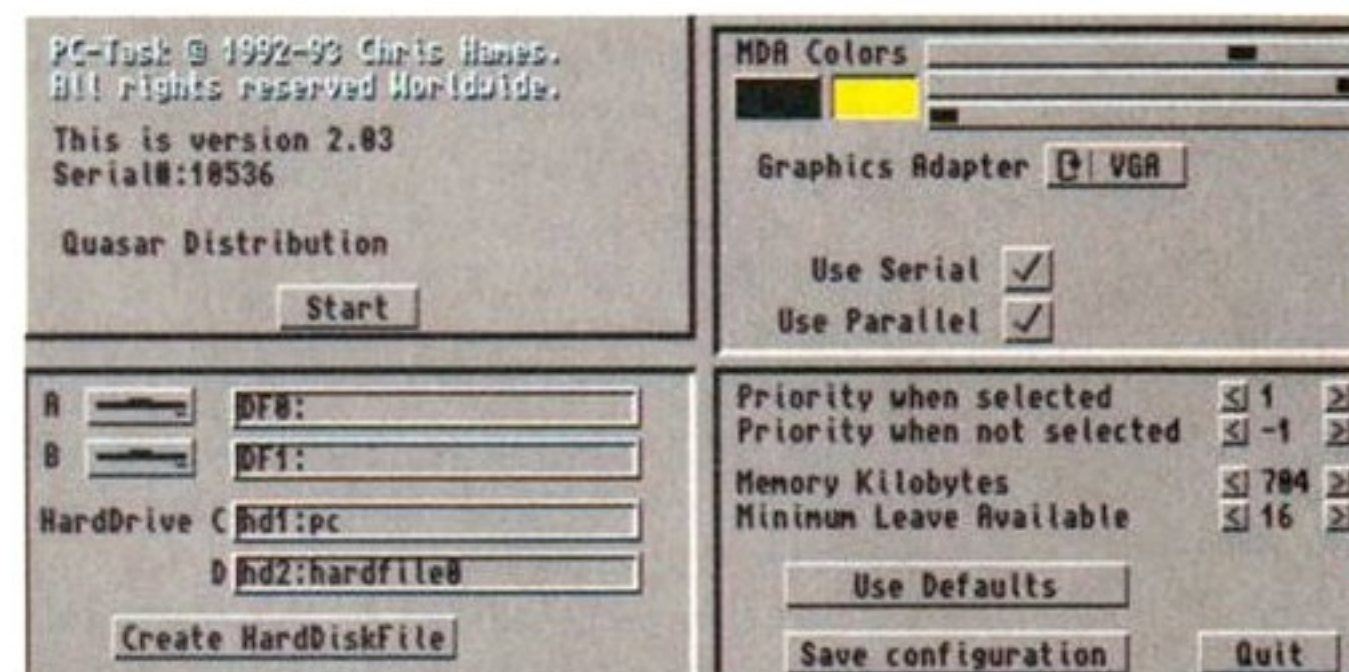 PC-Task © 1992-93 Chris Hames.
All rights reserved Worldwide.
This is version 2.03
Serial#:10536
Quasar Distribution
Start
MDA Colors
Graphics Adapter VGA
Use Serial
Use Parallel
A DF0:
B DF1:
HardDrive C hd1:pc
D hd2:hardfile0
Create HardDiskFile
Priority when selected < 1 >
Priority when not selected < -1 >
Memory Kilobytes < 704 >
Minimum Leave Available < 16 >
Use Defaults
Save configuration
Quit